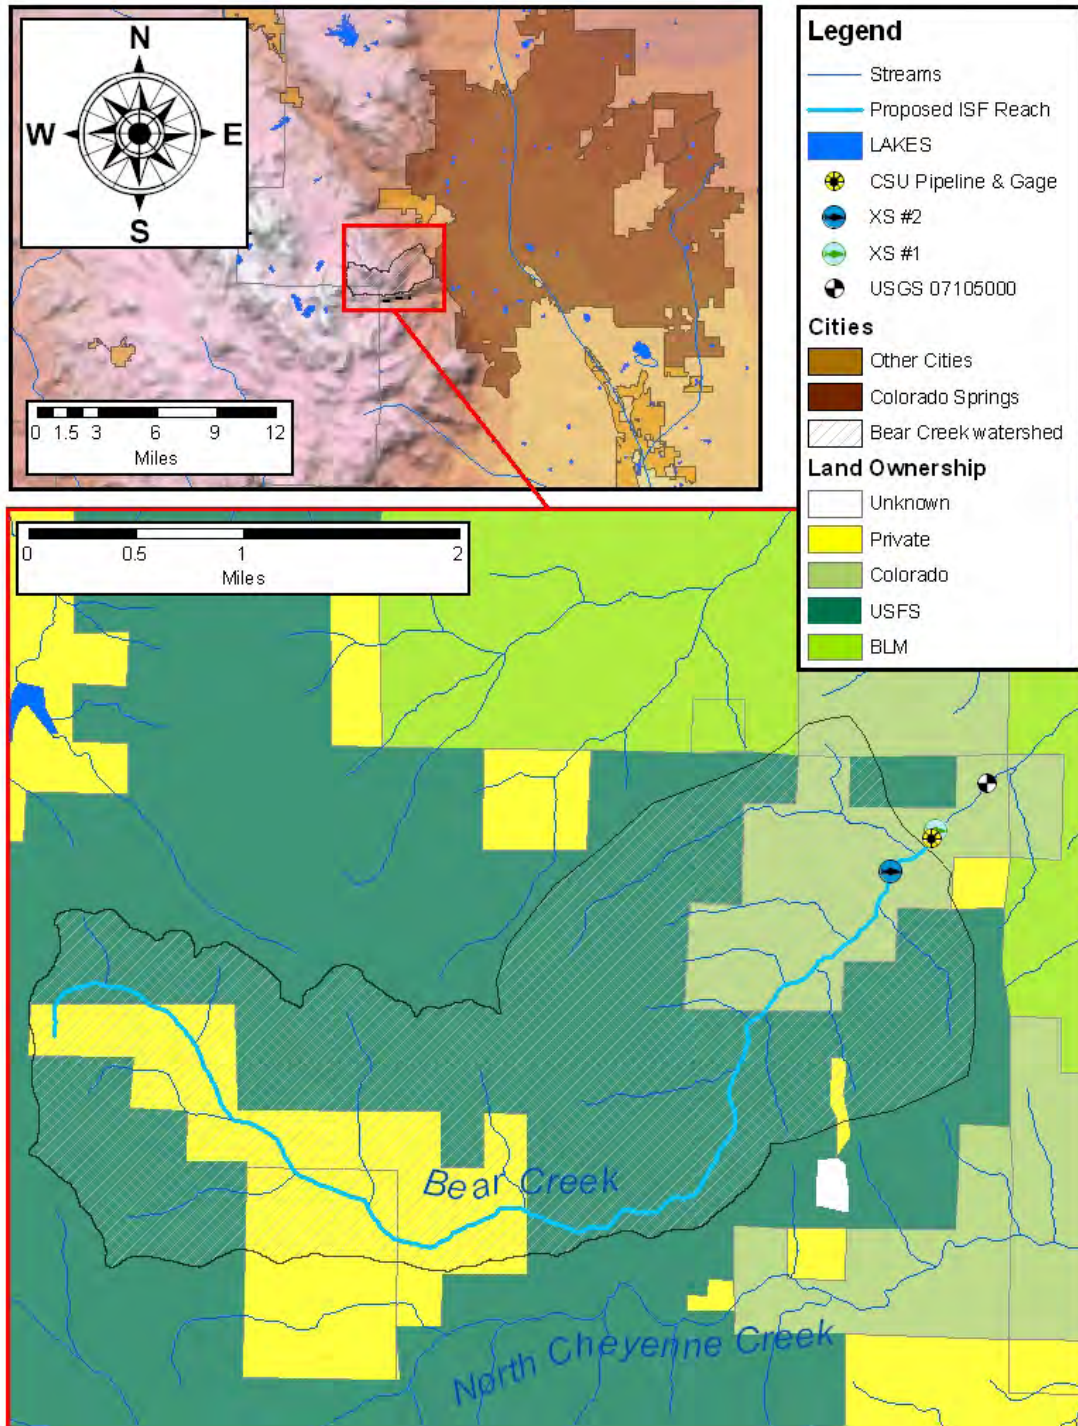 N
W E
S
0 1.5 3 6 9 12
Miles
Legend
Streams
Proposed ISF Reach
LAKES
CSU Pipeline & Gage
XS #2
XS #1
USGS 07105000
Cities
Other Cities
Colorado Springs
Bear Creek watershed
Land Ownership
Unknown
Private
Colorado
USFS
BLM
0 0.5 1 2
Miles
Bear Creek
North Cheyenne Creek